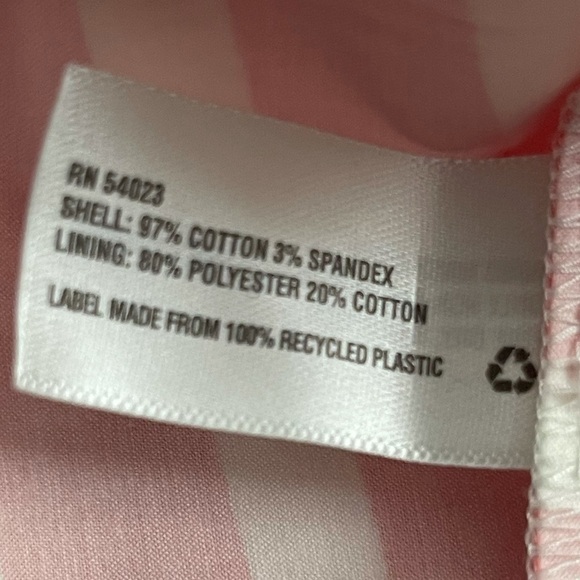 RN 54023
SHELL: 97% COTTON 3% SPANDEX
LINING: 80% POLYESTER 20% COTTON
LABEL MADE FROM 100% RECYCLED PLASTIC